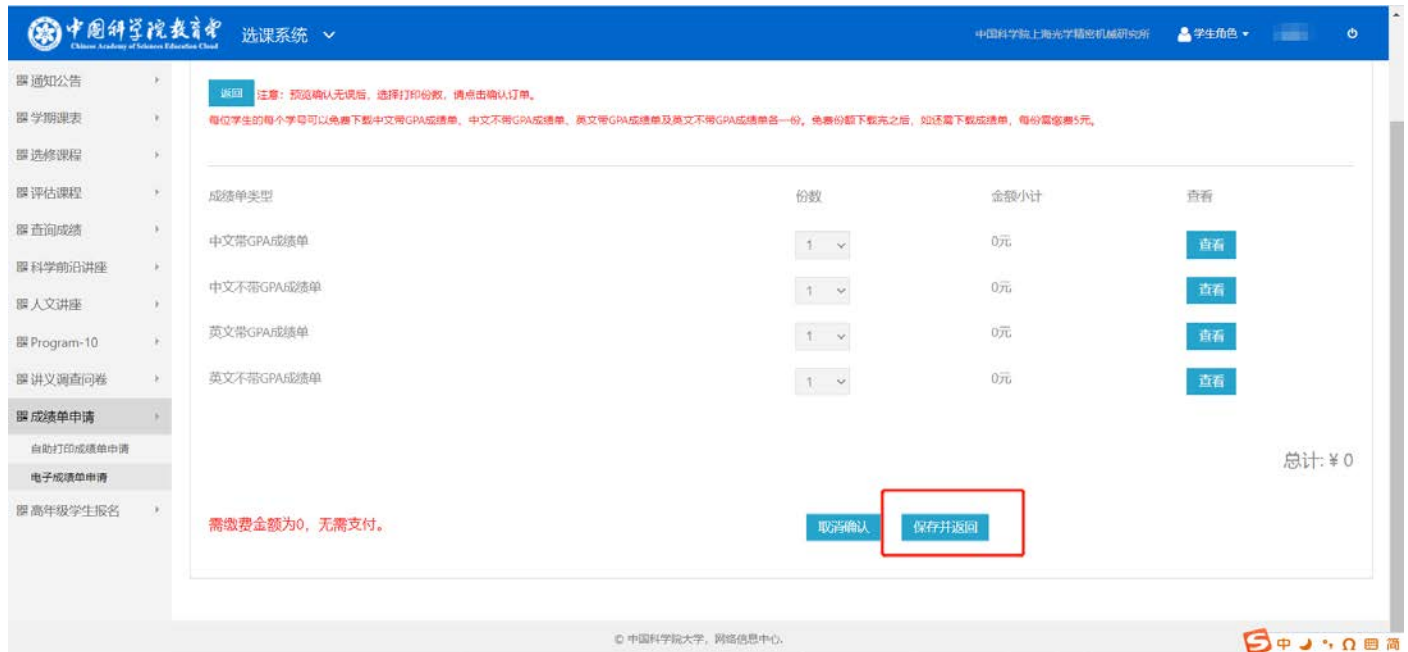 中国科学院教育云
Chinese Academy of Sciences Education Cloud
选课系统
中国科学院上海光学精密机械研究所
学生角色
通知公告
学期课表
选修课程
评估课程
查询成绩
科学前沿讲座
人文讲座
Program-10
讲义调查问卷
成绩单申请
自助打印成绩单申请
电子成绩单申请
高年级学生报名
返回 注意：预览确认无误后，选择打印份数，请点击确认订单。
每位学生的每个学号可以免费下载中文带GPA成绩单、中文不带GPA成绩单、英文带GPA成绩单及英文不带GPA成绩单各一份。免费份额下载完之后，如还需下载成绩单，每份需缴费5元。
成绩单类型 份数 金额小计 查看
中文带GPA成绩单 1 0元 查看
中文不带GPA成绩单 1 0元 查看
英文带GPA成绩单 1 0元 查看
英文不带GPA成绩单 1 0元 查看
总计:¥ 0
需缴费金额为0，无需支付。 取消确认 保存并返回
© 中国科学院大学，网络信息中心.
中 简